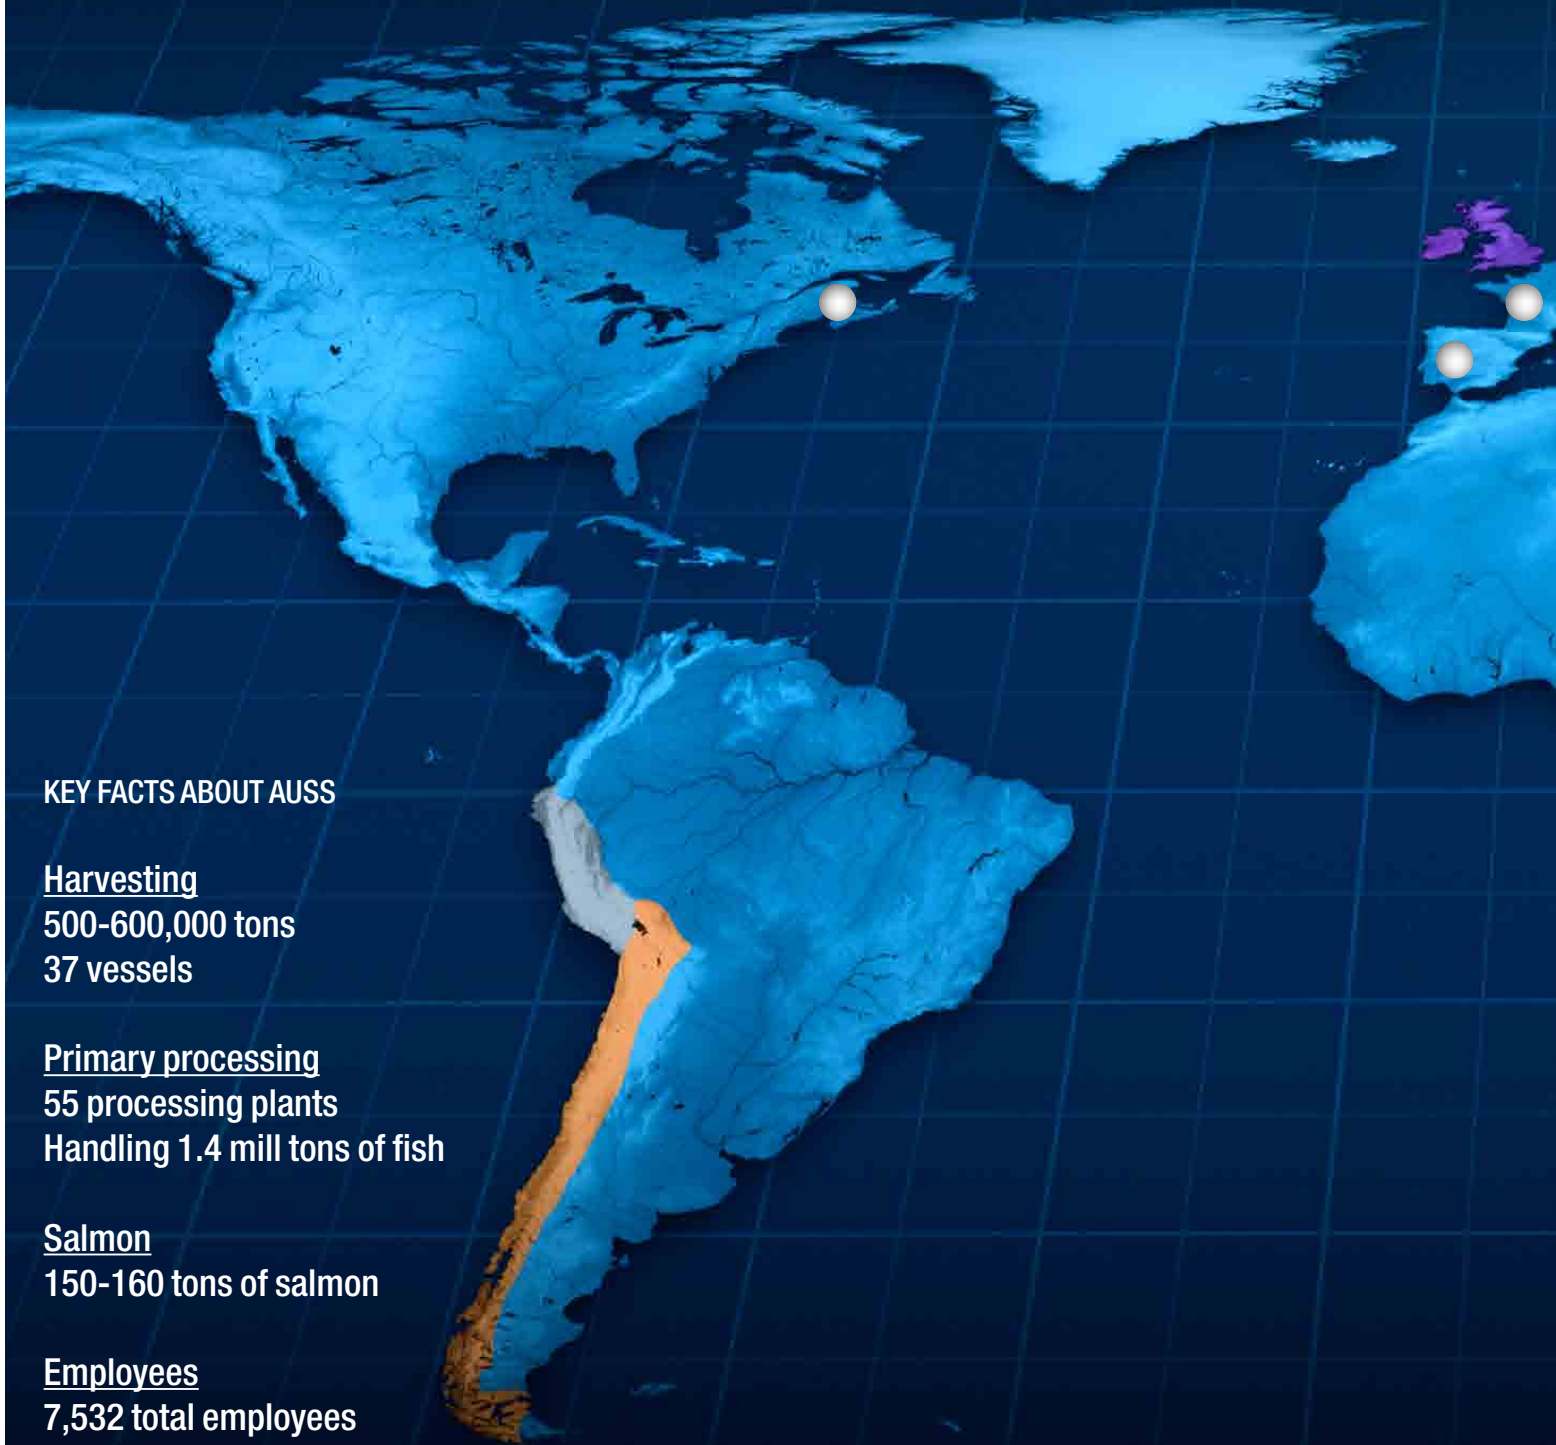 KEY FACTS ABOUT AUSS
Harvesting
500-600,000 tons
37 vessels
Primary processing
55 processing plants
Handling 1.4 mill tons of fish
Salmon
150-160 tons of salmon
Employees
7,532 total employees